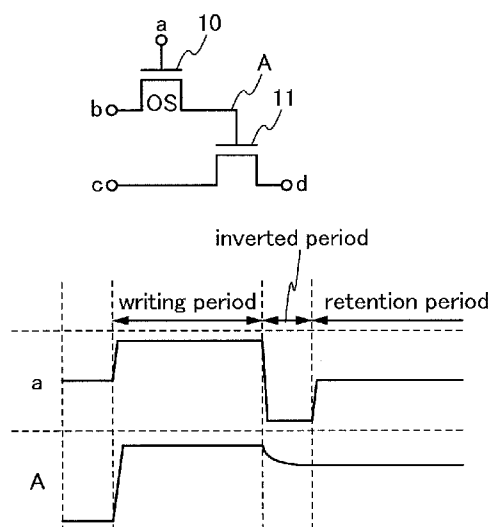 a
10
A
b
OS
11
c
d
inverted period
writing period
retention period
a
A